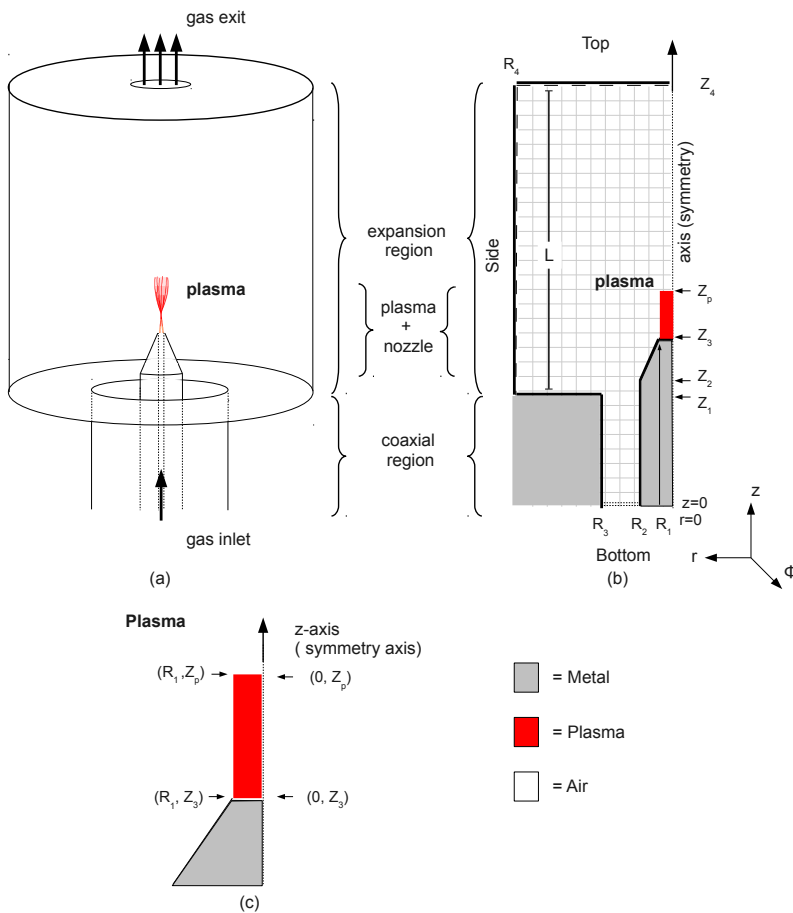 gas exit
plasma
expansion
region
plasma
+
nozzle
coaxial
region
gas inlet
(a)
Top
R4
Z4
axis (symmetry)
Side
L
plasma
Zp
Z3
Z2
Z1
z=0
r=0
R3
R2
R1
Bottom
(b)
z
r
ϕ
Plasma
z-axis
( symmetry axis)
(R1 ,Zp)
(0, Zp)
(R1, Z3)
(0, Z3)
(c)
= Metal
= Plasma
= Air